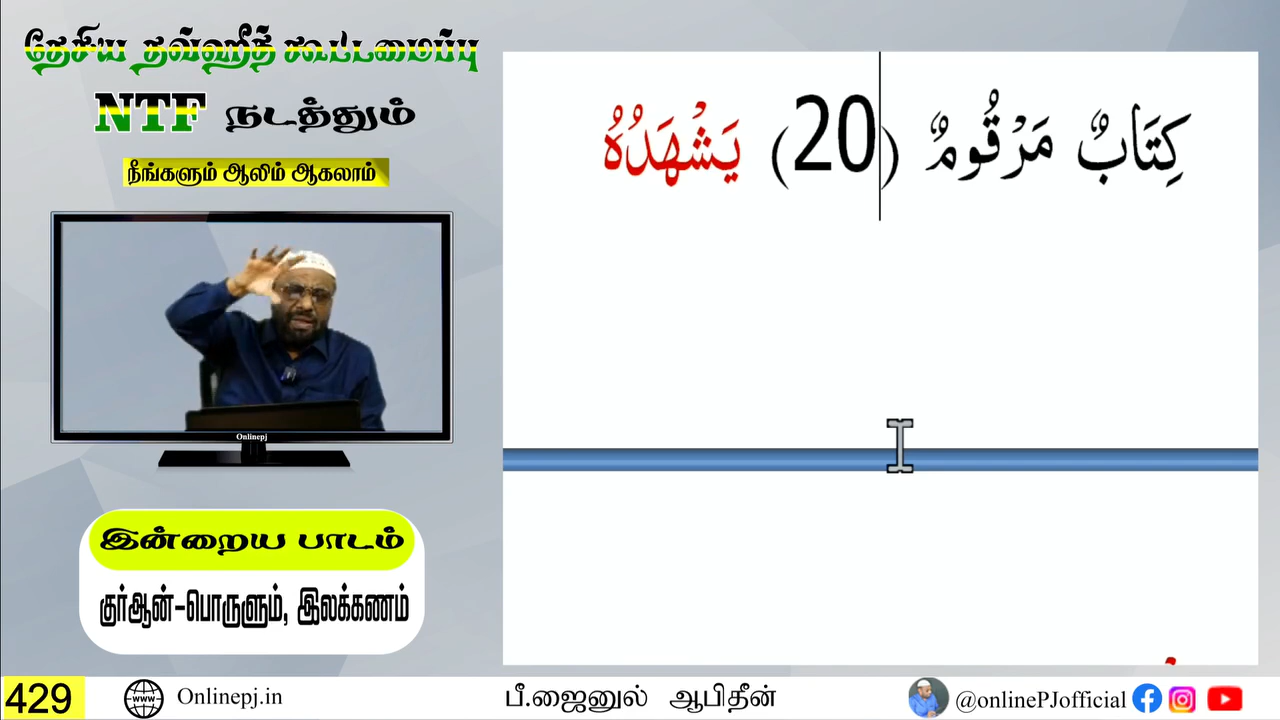 தேசிய தவ்ஹீத் கூட்டமைப்பு
NTF நடத்தும்
நீங்களும் ஆலிம் ஆகலாம்
كِتَابٌ مَرْقُومٌ (20) يَشْهَدُهُ
Onlinepj
இன்றைய பாடம்
குர்ஆன்-பொருளும், இலக்கணம்
429
www
Onlinepj.in
பீ.ஜைனுல் ஆபிதீன்
@onlinePJofficial